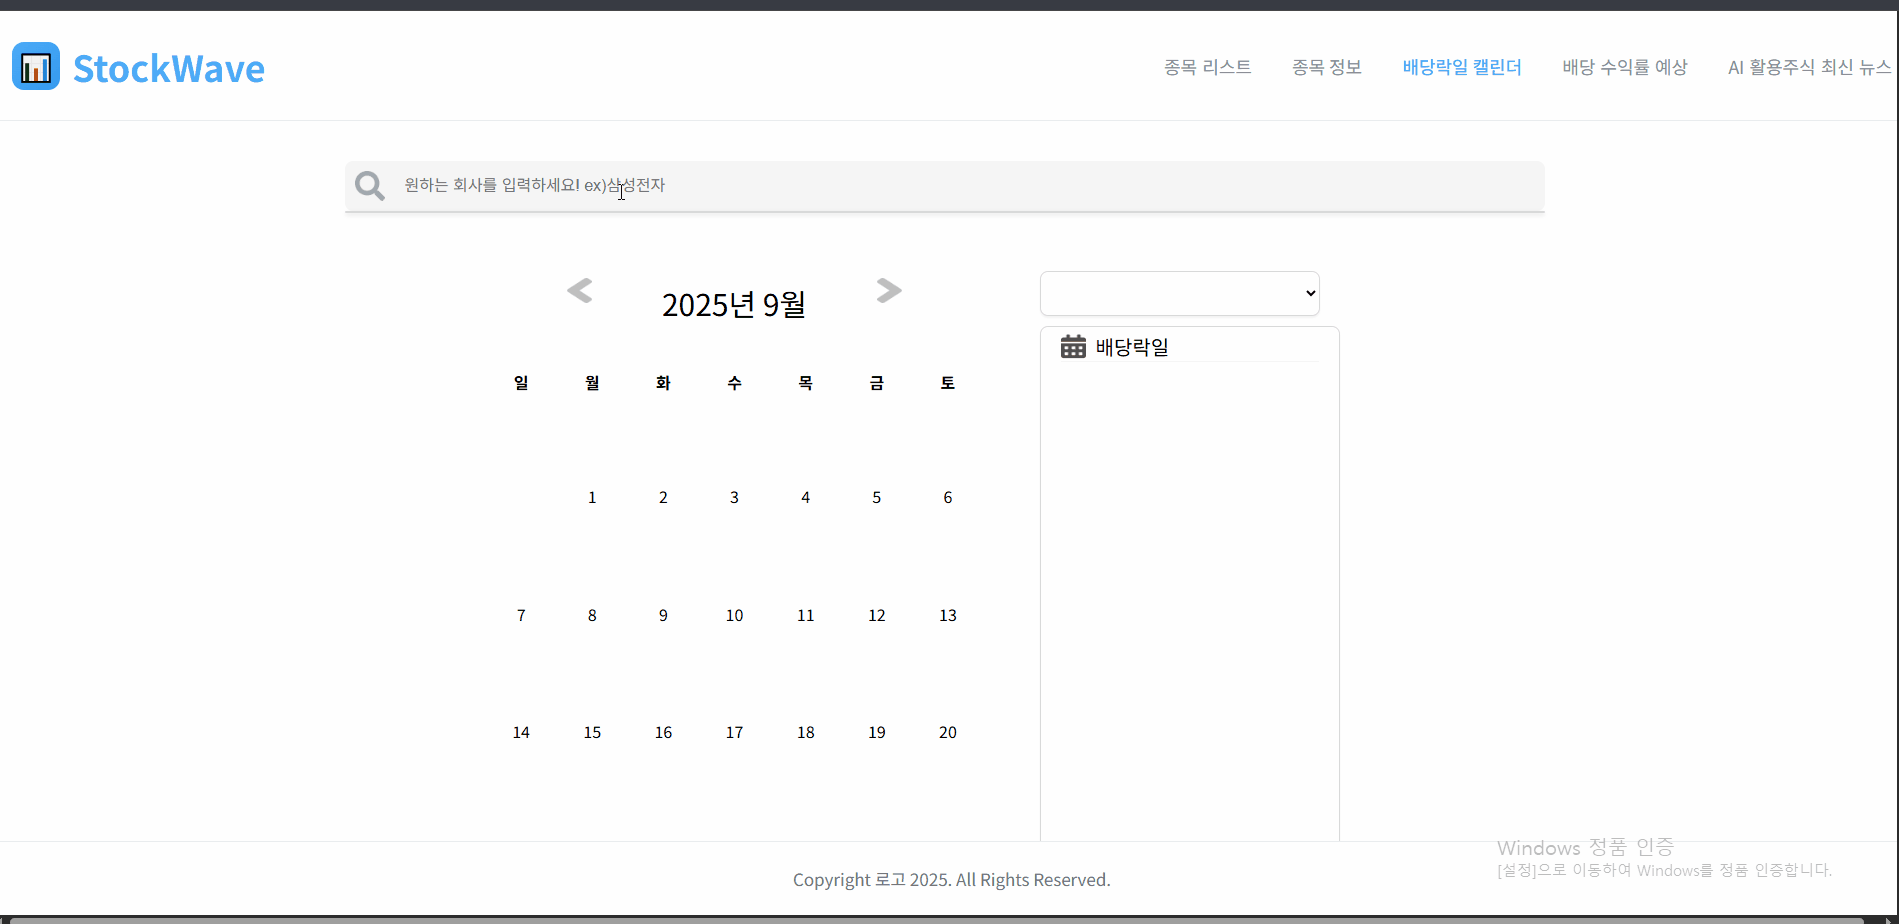 StockWave
종목 리스트 종목 정보 배당락일 캘린더 배당 수익률 예상 AI 활용주식 최신 뉴스
원하는 회사를 입력하세요! ex)삼성전자
< 2025년 9월 >
배당락일
일 월 화 수 목 금 토
1 2 3 4 5 6
7 8 9 10 11 12 13
14 15 16 17 18 19 20
Windows 정품 인증
[설정]으로 이동하여 Windows를 정품 인증합니다.
Copyright 로고 2025. All Rights Reserved.